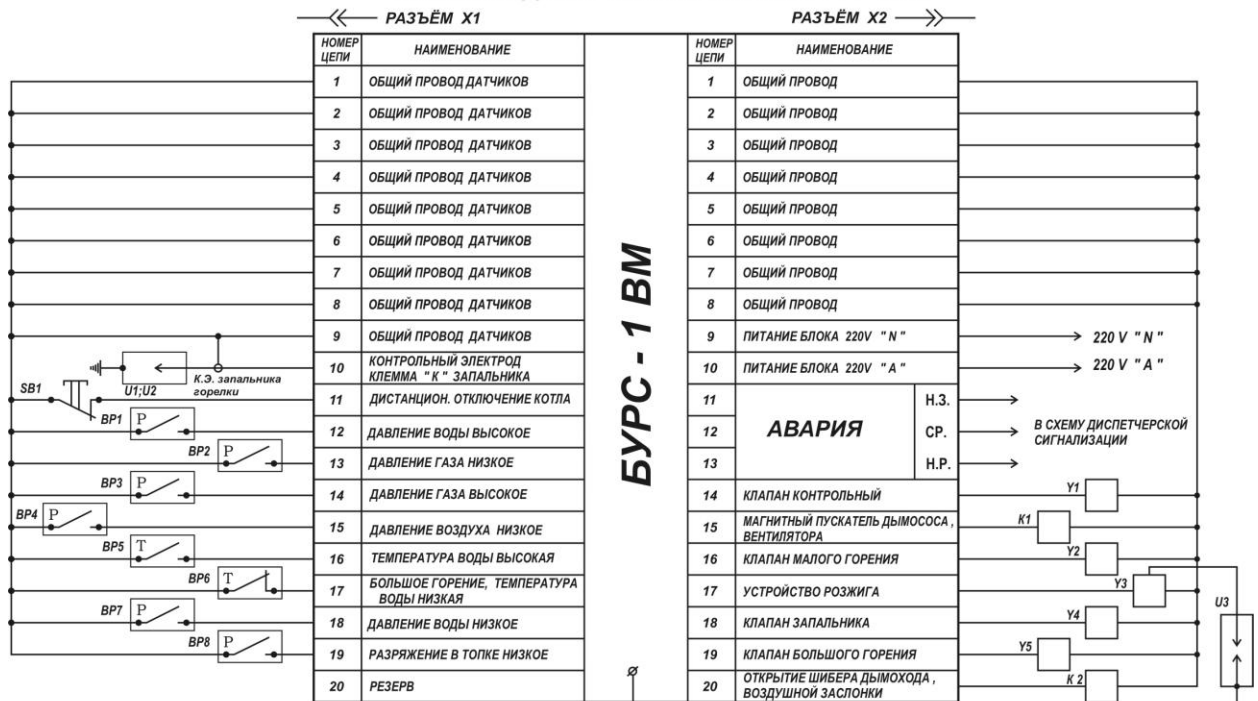 РАЗЪЁМ X1
РАЗЪЁМ X2
НОМЕР ЦЕПИ НАИМЕНОВАНИЕ
НОМЕР ЦЕПИ НАИМЕНОВАНИЕ
1 ОБЩИЙ ПРОВОД ДАТЧИКОВ
2 ОБЩИЙ ПРОВОД ДАТЧИКОВ
3 ОБЩИЙ ПРОВОД ДАТЧИКОВ
4 ОБЩИЙ ПРОВОД ДАТЧИКОВ
5 ОБЩИЙ ПРОВОД ДАТЧИКОВ
6 ОБЩИЙ ПРОВОД ДАТЧИКОВ
7 ОБЩИЙ ПРОВОД ДАТЧИКОВ
8 ОБЩИЙ ПРОВОД ДАТЧИКОВ
9 ОБЩИЙ ПРОВОД ДАТЧИКОВ
10 КОНТРОЛЬНЫЙ ЭЛЕКТРОД
КЛЕММА "К" ЗАПАЛЬНИКА
11 ДИСТАНЦИОН. ОТКЛЮЧЕНИЕ КОТЛА
12 ДАВЛЕНИЕ ВОДЫ ВЫСОКОЕ
13 ДАВЛЕНИЕ ГАЗА НИЗКОЕ
14 ДАВЛЕНИЕ ГАЗА ВЫСОКОЕ
15 ДАВЛЕНИЕ ВОЗДУХА НИЗКОЕ
16 ТЕМПЕРАТУРА ВОДЫ ВЫСОКАЯ
17 БОЛЬШОЕ ГОРЕНИЕ, ТЕМПЕРАТУРА
ВОДЫ НИЗКАЯ
18 ДАВЛЕНИЕ ВОДЫ НИЗКОЕ
19 РАЗРЯЖЕНИЕ В ТОПКЕ НИЗКОЕ
20 РЕЗЕРВ
К.Э. запальника
горелки
U1;U2
SB1
BP1 P
BP2 P
BP3 P
BP4 P
BP5 T
BP6 T
BP7 P
BP8 P
БУРС - 1 ВМ
1 ОБЩИЙ ПРОВОД
2 ОБЩИЙ ПРОВОД
3 ОБЩИЙ ПРОВОД
4 ОБЩИЙ ПРОВОД
5 ОБЩИЙ ПРОВОД
6 ОБЩИЙ ПРОВОД
7 ОБЩИЙ ПРОВОД
8 ОБЩИЙ ПРОВОД
9 ПИТАНИЕ БЛОКА 220V "N"
10 ПИТАНИЕ БЛОКА 220V "A"
11 Н.З.
12 АВАРИЯ СР.
13 Н.Р.
14 КЛАПАН КОНТРОЛЬНЫЙ
15 МАГНИТНЫЙ ПУСКАТЕЛЬ ДЫМОСОСА,
ВЕНТИЛЯТОРА
16 КЛАПАН МАЛОГО ГОРЕНИЯ
17 УСТРОЙСТВО РОЗЖИГА
18 КЛАПАН ЗАПАЛЬНИКА
19 КЛАПАН БОЛЬШОГО ГОРЕНИЯ
20 ОТКРЫТИЕ ШИБЕРА ДЫМОХОДА,
ВОЗДУШНОЙ ЗАСЛОНКИ
220 V "N"
220 V "A"
В СХЕМУ ДИСПЕТЧЕРСКОЙ
СИГНАЛИЗАЦИИ
Y1
K1
Y2
Y3
U3
Y4
Y5
K 2